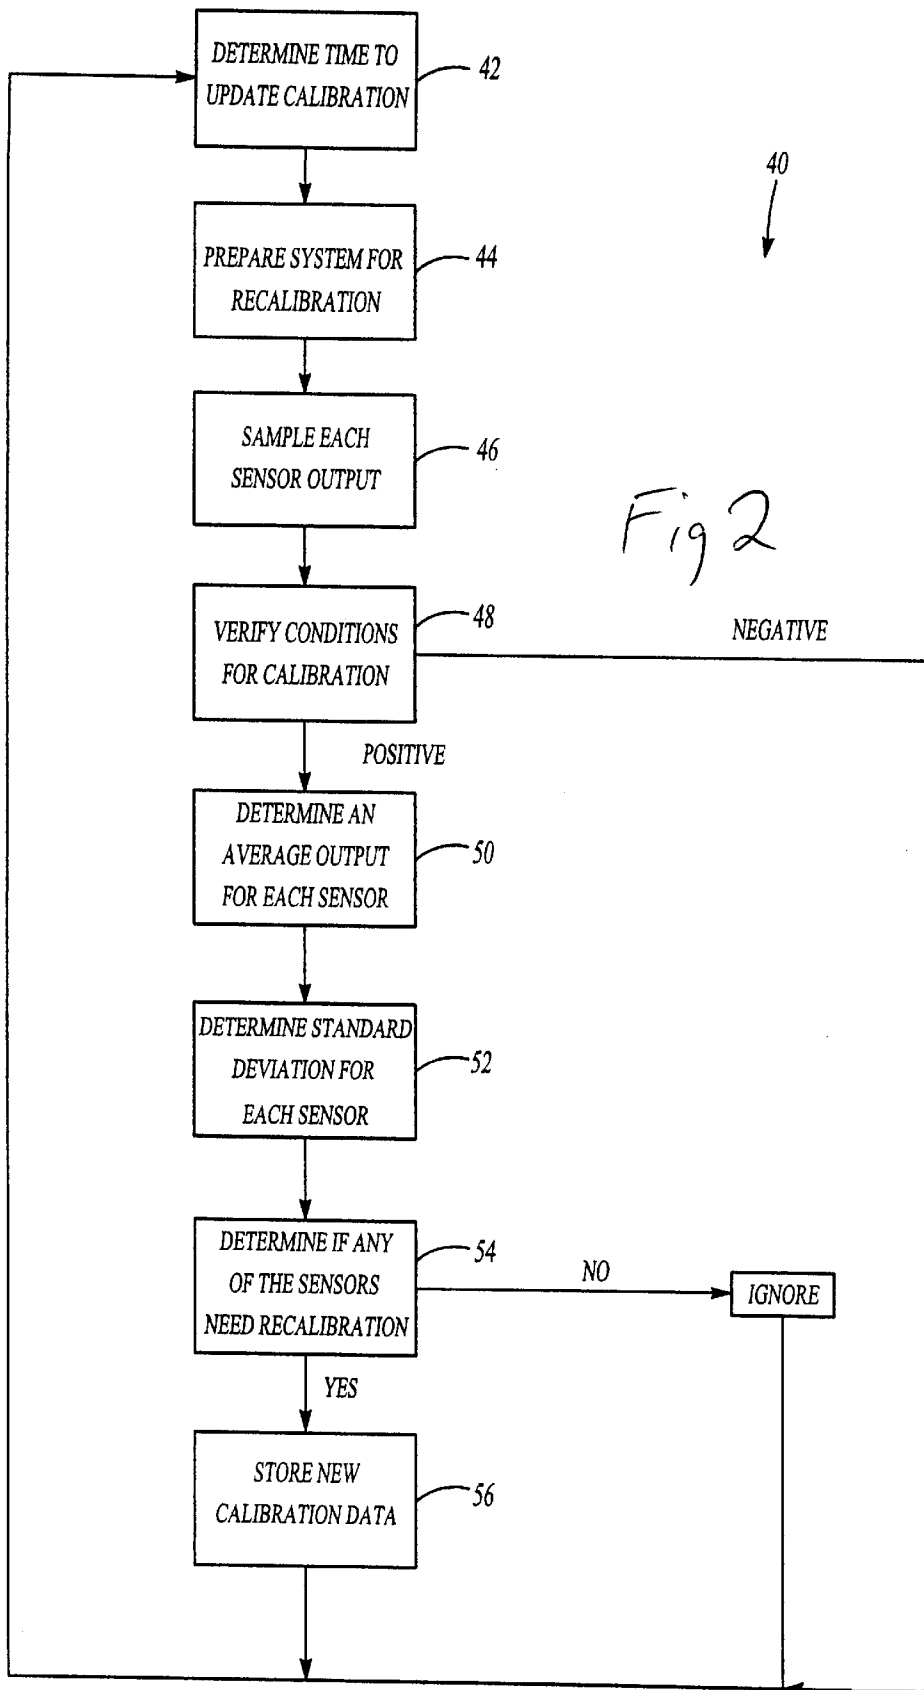 DETERMINE TIME TO
UPDATE CALIBRATION
42
40
PREPARE SYSTEM FOR
RECALIBRATION
44
SAMPLE EACH
SENSOR OUTPUT
46
Fig 2
VERIFY CONDITIONS
FOR CALIBRATION
48
NEGATIVE
POSITIVE
DETERMINE AN
AVERAGE OUTPUT
FOR EACH SENSOR
50
DETERMINE STANDARD
DEVIATION FOR
EACH SENSOR
52
DETERMINE IF ANY
OF THE SENSORS
NEED RECALIBRATION
54
NO
IGNORE
YES
STORE NEW
CALIBRATION DATA
56